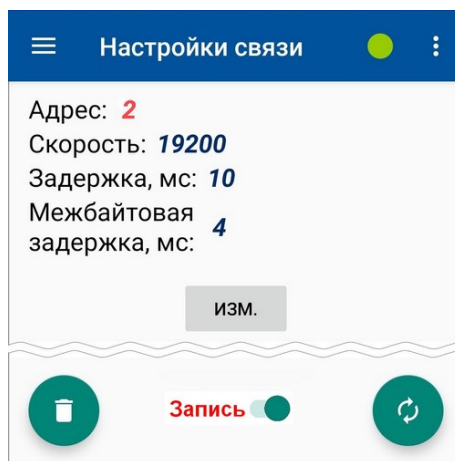 Настройки связи
Адрес: 2
Скорость: 19200
Задержка, мс: 10
Межбайтовая
задержка, мс: 4
изм.
Запись